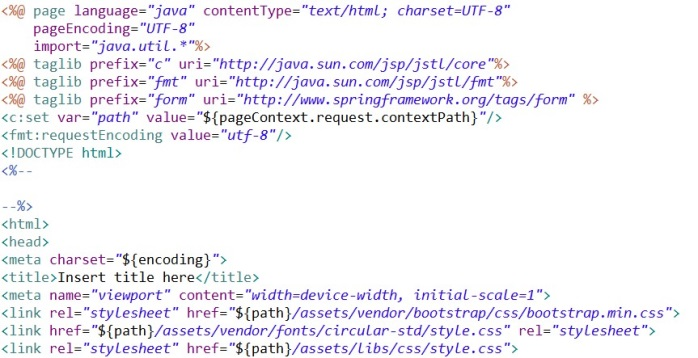 <%@ page language="java" contentType="text/html; charset=UTF-8"
    pageEncoding="UTF-8"
    import="java.util.*"%>
<%@ taglib prefix="c" uri="http://java.sun.com/jsp/jstl/core"%>
<%@ taglib prefix="fmt" uri="http://java.sun.com/jsp/jstl/fmt"%>
<%@ taglib prefix="form" uri="http://www.springframework.org/tags/form" %>
<c:set var="path" value="${pageContext.request.contextPath}"/>
<fmt:requestEncoding value="utf-8"/>
<!DOCTYPE html>
<%--

--%>
<html>
<head>
<meta charset="${encoding}">
<title>Insert title here</title>
<meta name="viewport" content="width=device-width, initial-scale=1">
<link rel="stylesheet" href="${path}/assets/vendor/bootstrap/css/bootstrap.min.css">
<link href="${path}/assets/vendor/fonts/circular-std/style.css" rel="stylesheet">
<link rel="stylesheet" href="${path}/assets/libs/css/style.css">